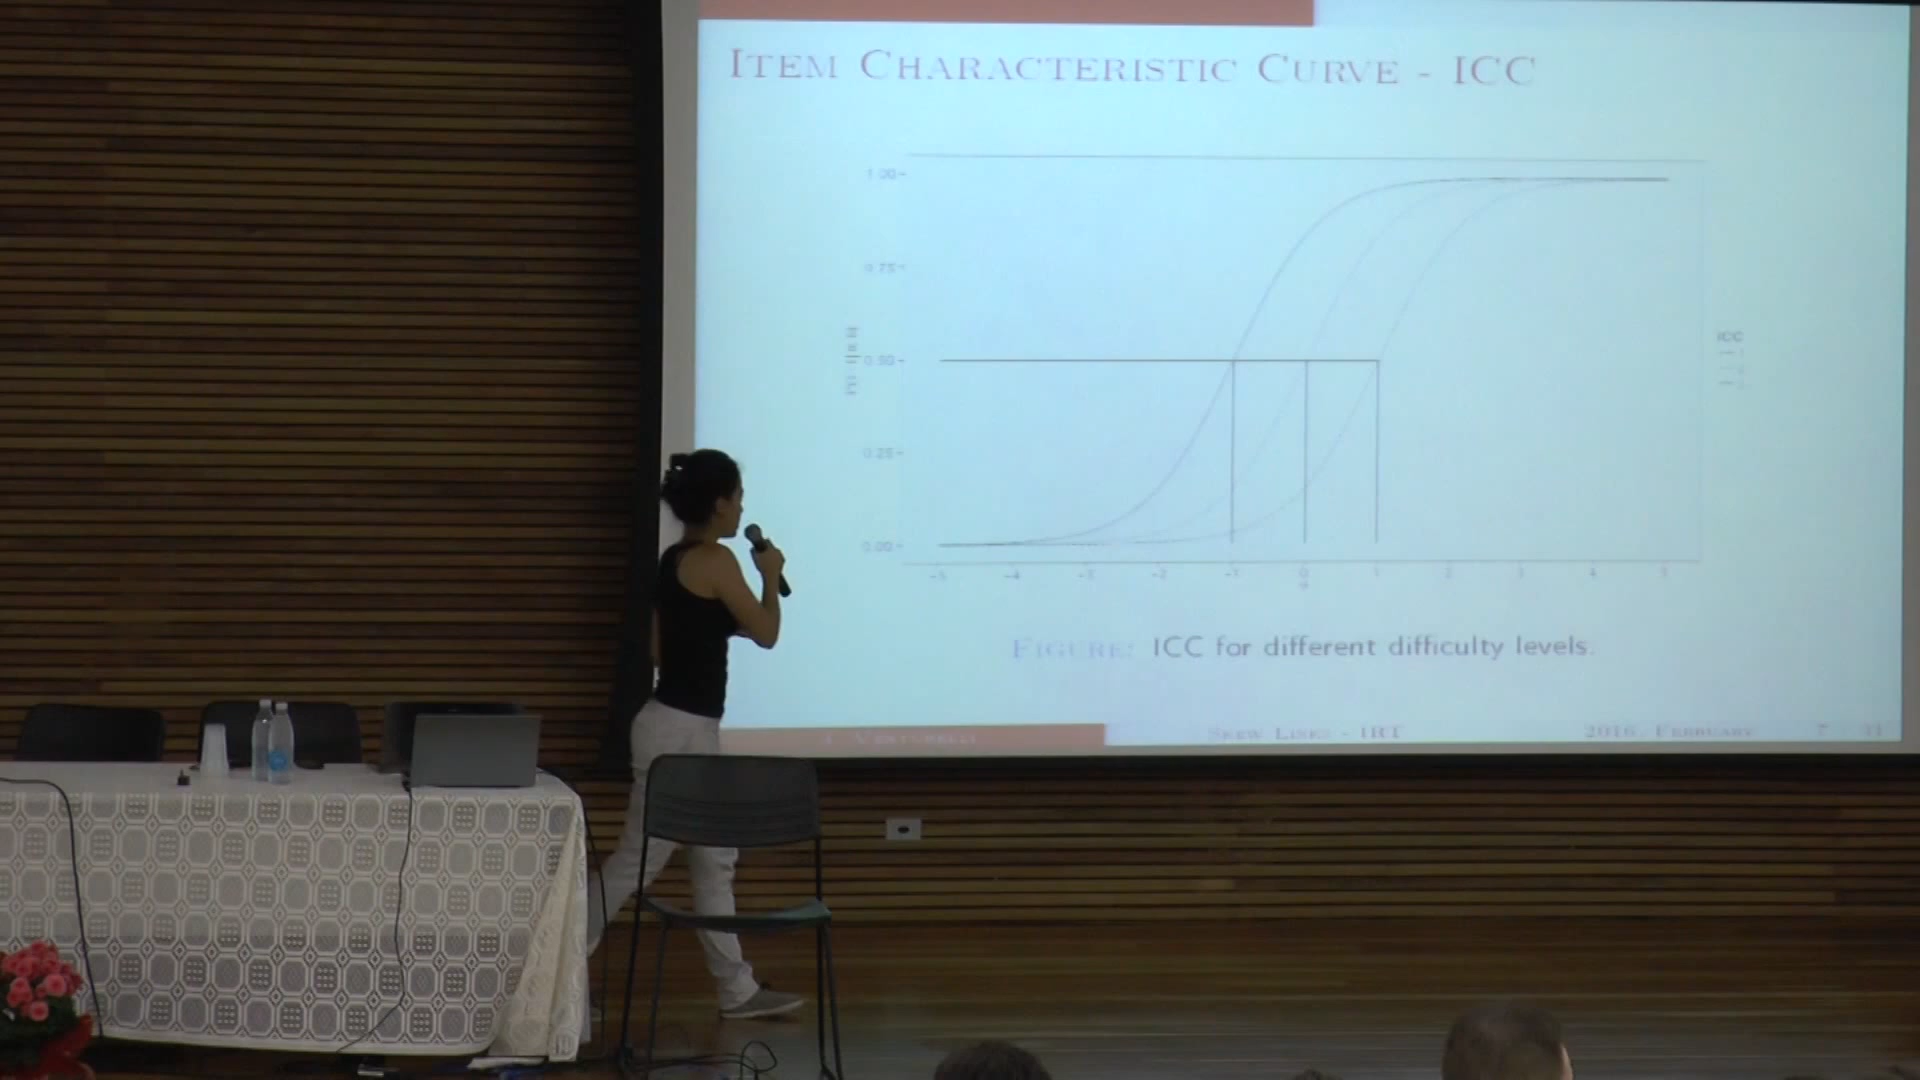 ITEM CHARACTERISTIC CURVE - ICC
1.00
0.75
0.50
0.25
0.00
-5 -4 -3 -2 -1 0 1 2 3 4 5
θ
ICC
FIGURE: ICC for different difficulty levels.
SKEW LINKS - IRT
2016, FEBRUARY